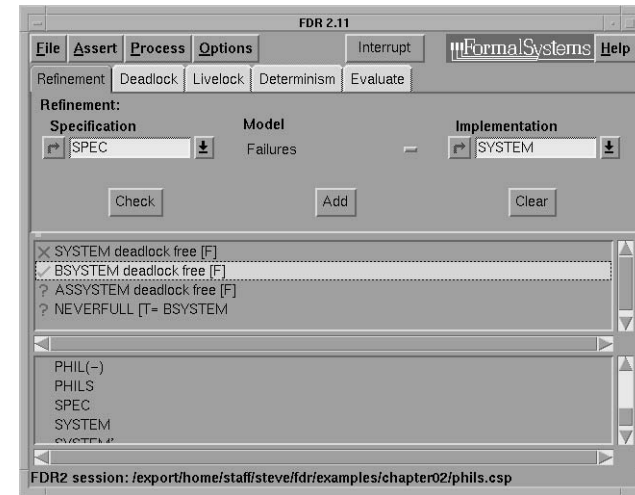 FDR 2.11
File Assert Process Options Interrupt FormalSystems Help
Refinement Deadlock Livelock Determinism Evaluate
Refinement:
Specification Model Implementation
SPEC Failures SYSTEM
Check Add Clear
SYSTEM deadlock free [F]
BSYSTEM deadlock free [F]
? ASSYSTEM deadlock free [F]
? NEVERFULL [T= BSYSTEM
PHIL(-)
PHILS
SPEC
SYSTEM
SYSTEM'
FDR2 session: /export/home/staff/steve/fdr/examples/chapter02/phils.csp